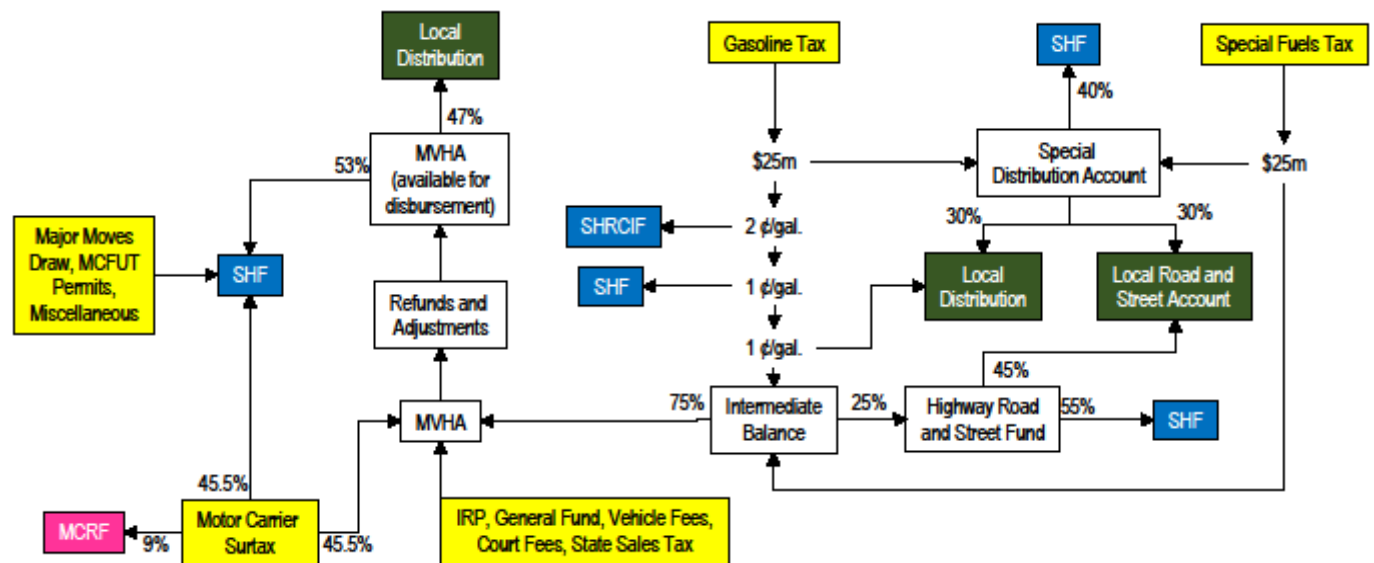 Local
Distribution
47%
53%
MVHA
(available for
disbursement)
Major Moves
Draw, MCFUT
Permits,
Miscellaneous
SHF
Refunds and
Adjustments
MVHA
45.5%
MCRF
9%
Motor Carrier
Surtax
45.5%
IRP, General Fund, Vehicle Fees,
Court Fees, State Sales Tax
Gasoline Tax
$25m
SHRCIF
2 ¢/gal.
SHF
1 ¢/gal.
1 ¢/gal.
75%
Intermediate
Balance
25%
Highway Road
and Street Fund
45%
55%
SHF
SHF
40%
Special
Distribution Account
30%
30%
Local
Distribution
Local Road and
Street Account
Special Fuels Tax
$25m